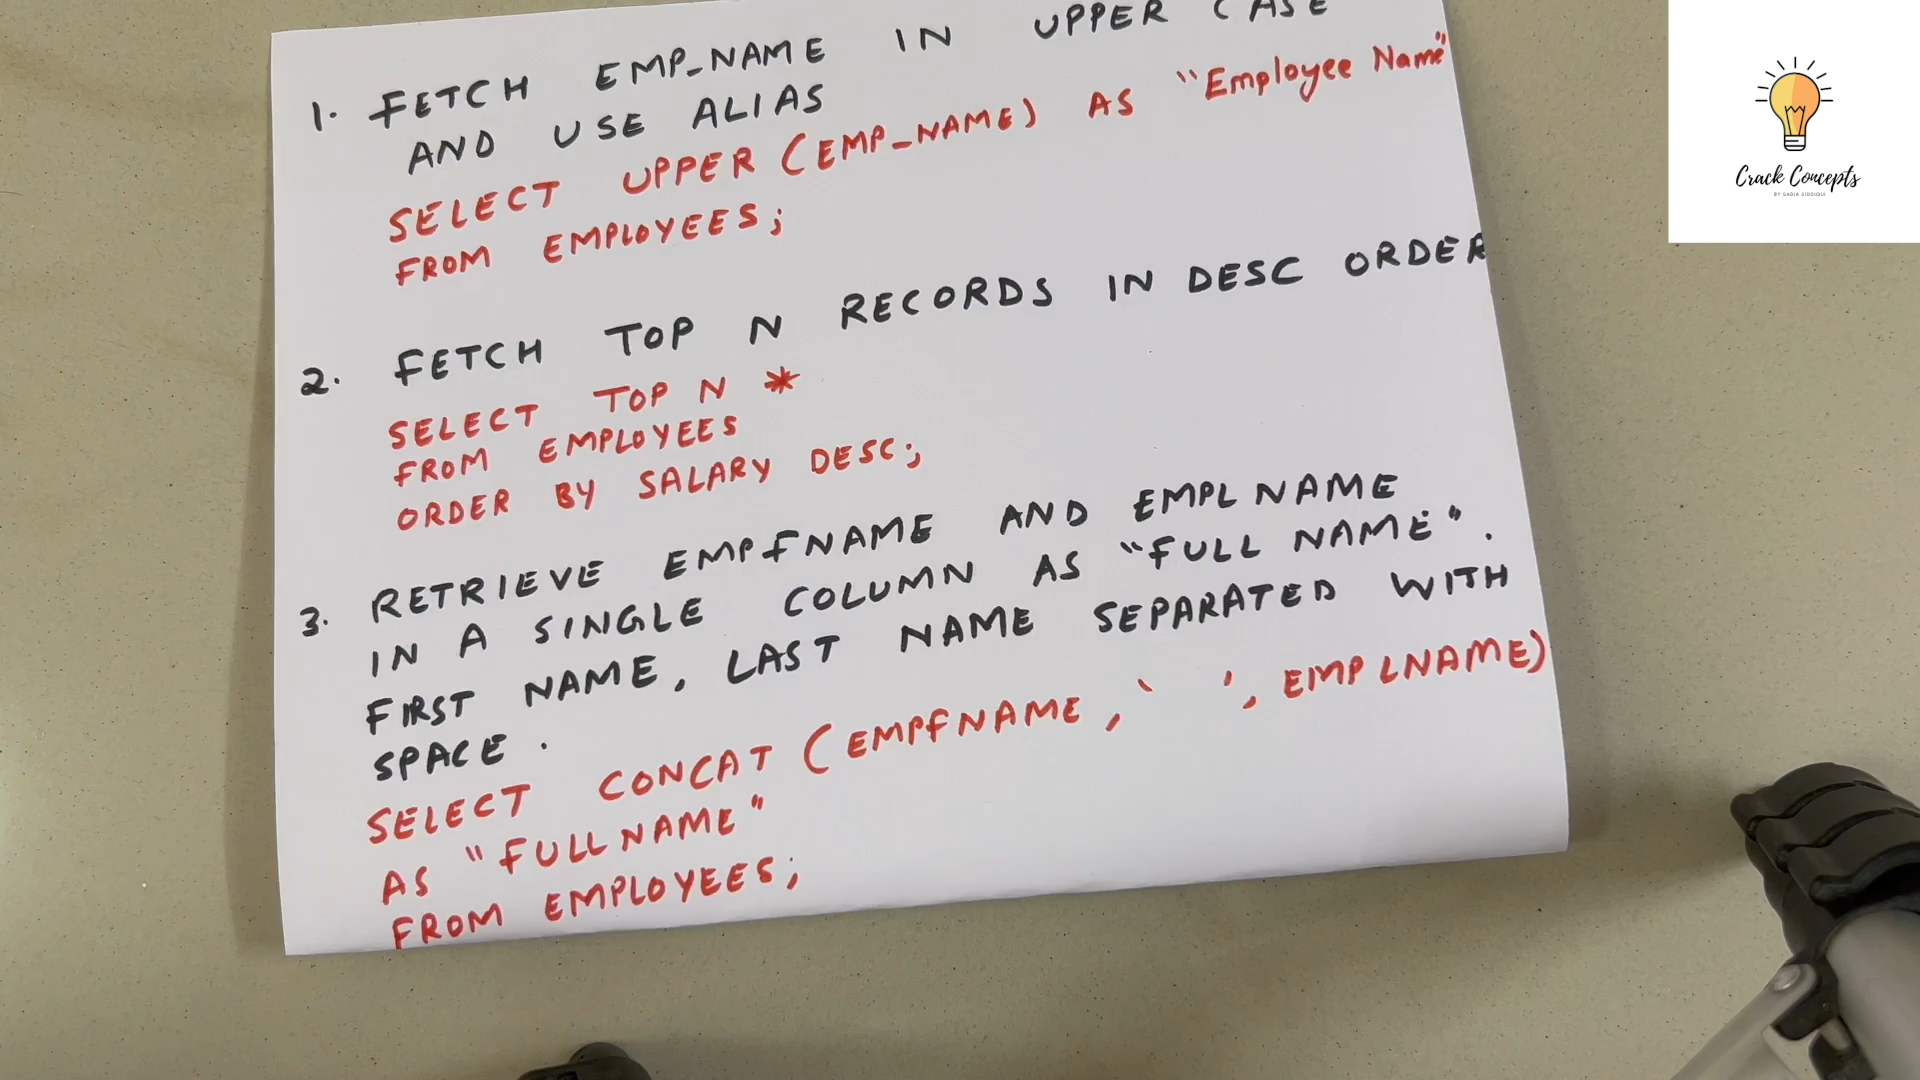 1. FETCH EMP_NAME IN UPPER CASE
AND USE ALIAS
SELECT UPPER (EMP_NAME) AS "Employee Name"
FROM EMPLOYEES;
2. FETCH TOP N RECORDS IN DESC ORDER
SELECT TOP N *
FROM EMPLOYEES
ORDER BY SALARY DESC;
3. RETRIEVE EMPFNAME AND EMPLNAME
IN A SINGLE COLUMN AS "FULL NAME".
FIRST NAME, LAST NAME SEPARATED WITH
SPACE.
SELECT CONCAT (EMPFNAME, ' ', EMPLNAME)
AS "FULLNAME"
FROM EMPLOYEES;
Crack Concepts
BY SADIA SIDDIQUI